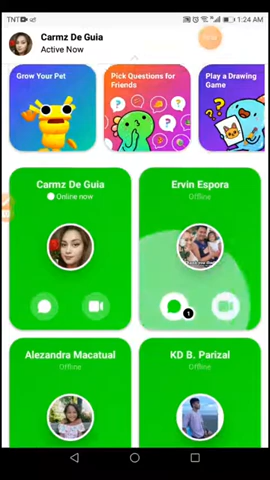 TNT
1:24 AM
Carmz De Guia
Active Now
Grow Your Pet
Pick Questions for
Friends
Play a Drawing
Game
Carmz De Guia
Online now
Ervin Espora
Offline
1
Alezandra Macatual
Offline
KD B. Parizal
Offline